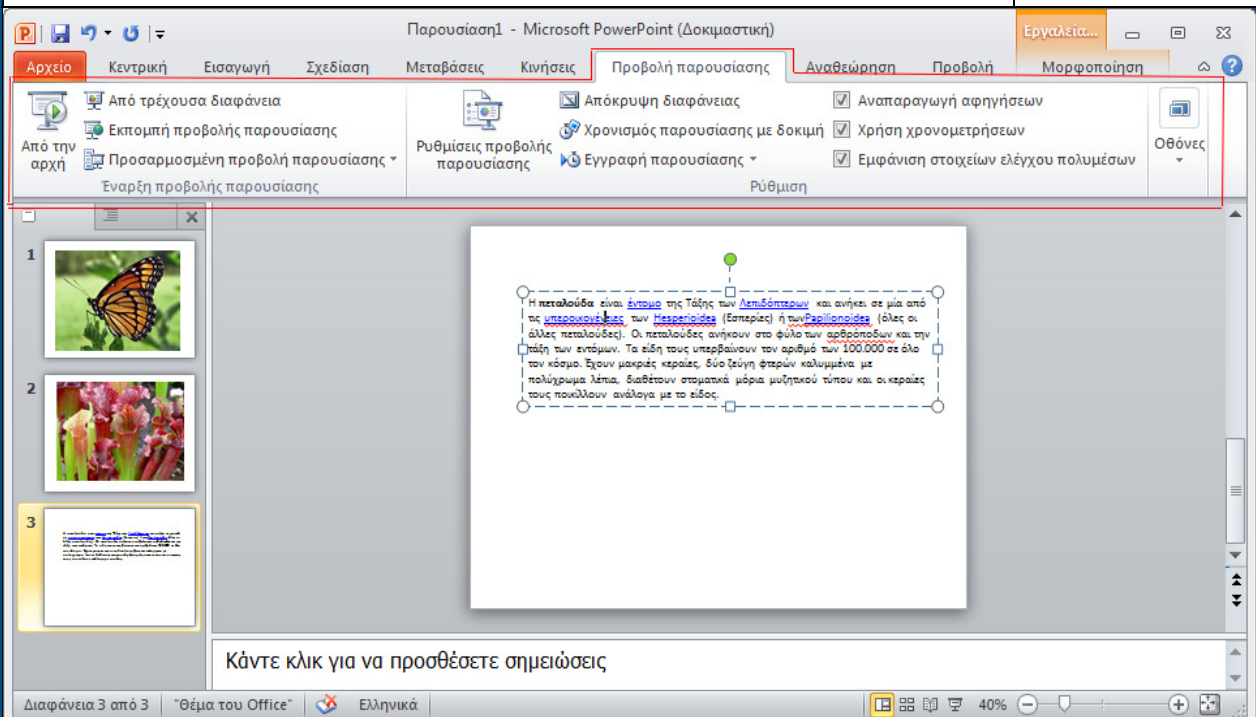 Παρουσίαση1 - Microsoft PowerPoint (Δοκιμαστική)
Εργαλεία...
Αρχείο Κεντρική Εισαγωγή Σχεδίαση Μεταβάσεις Κινήσεις Προβολή παρουσίασης Αναθεώρηση Προβολή Μορφοποίηση
Από την αρχή
Από τρέχουσα διαφάνεια
Εκπομπή προβολής παρουσίασης
Προσαρμοσμένη προβολή παρουσίασης
Έναρξη προβολής παρουσίασης
Ρυθμίσεις προβολής
παρουσίασης
Απόκρυψη διαφάνειας
Χρονισμός παρουσίασης με δοκιμή
Εγγραφή παρουσίασης
Αναπαραγωγή αφηγήσεων
Χρήση χρονομετρήσεων
Εμφάνιση στοιχείων ελέγχου πολυμέσων
Ρύθμιση
Οθόνες
1
2
3
Η πεταλούδα είναι έντομο της Τάξης των Λεπιδόπτερων και ανήκει σε μία από
τις υπεροικογένειες των Hesperioidea (Εσπερίες) ή τωνPapilionoidea (όλες οι
άλλες πεταλούδες). Οι πεταλούδες ανήκουν στο φύλο των αρθρόποδων και την
τάξη των εντόμων. Τα είδη τους υπερβαίνουν τον αριθμό των 100.000 σε όλο
τον κόσμο. Έχουν μακριές κεραίες, δύο ζεύγη φτερών καλυμμένα με
πολύχρωμα λέπια, διαθέτουν στοματικά μόρια μυζητικού τύπου και οι κεραίες
τους ποικίλλουν ανάλογα με το είδος.
Κάντε κλικ για να προσθέσετε σημειώσεις
Διαφάνεια 3 από 3 "Θέμα του Office" Ελληνικά 40%